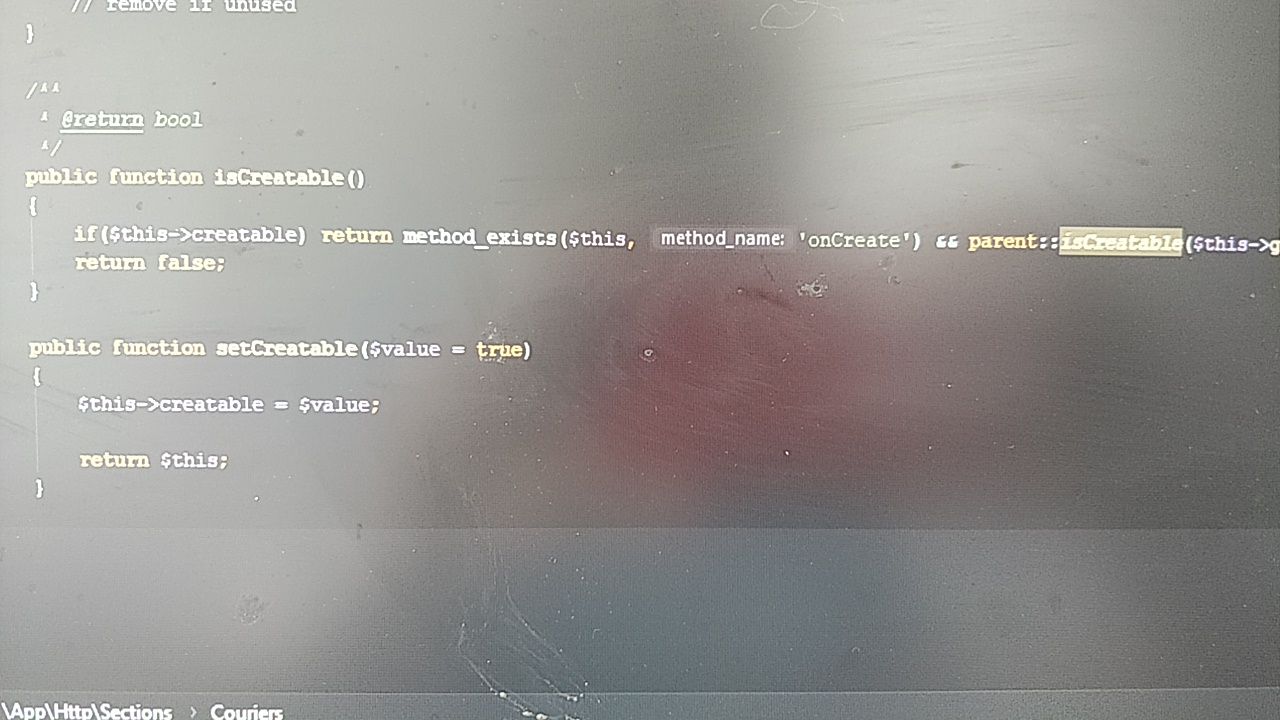 // remove if unused
}
/**
* @return bool
*/
public function isCreatable()
{
if($this->creatable) return method_exists($this, method_name: 'onCreate') && parent::isCreatable($this->g
return false;
}
public function setCreatable($value = true)
{
$this->creatable = $value;
return $this;
}
\App\Http\Sections › Couriers